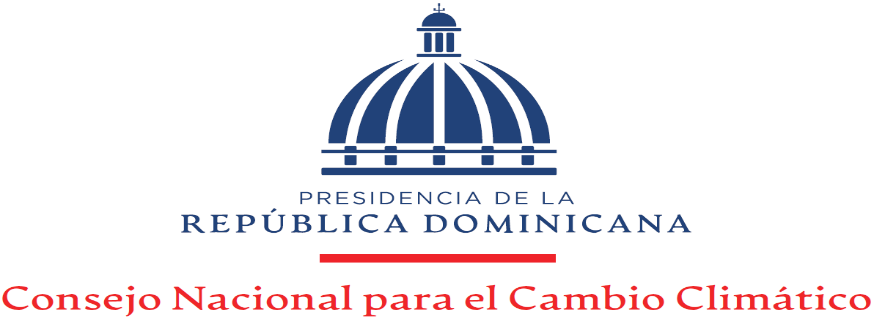 PRESIDENCIA DE LA
REPÚBLICA DOMINICANA
Consejo Nacional para el Cambio Climático